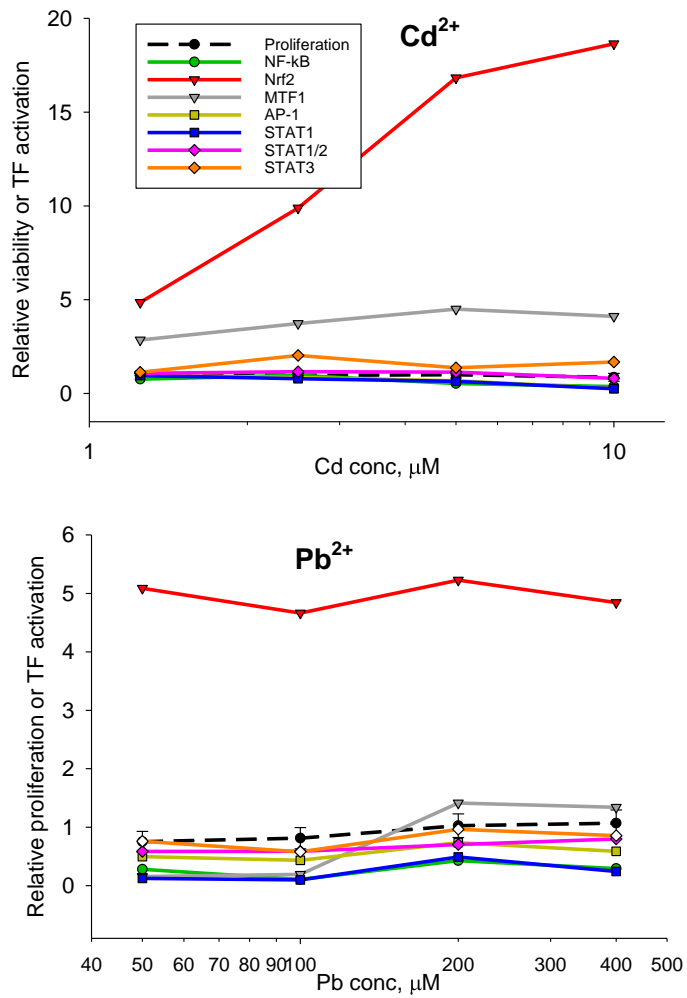 20
15
10
5
0
Relative viability or TF activation
Cd2+
Proliferation
NF-kB
Nrf2
MTF1
AP-1
STAT1
STAT1/2
STAT3
1
10
Cd conc, μM
6
5
4
3
2
1
0
Relative proliferation or TF activation
Pb2+
40 50 60 70 80 90100 200 300 400 500
Pb conc, μM